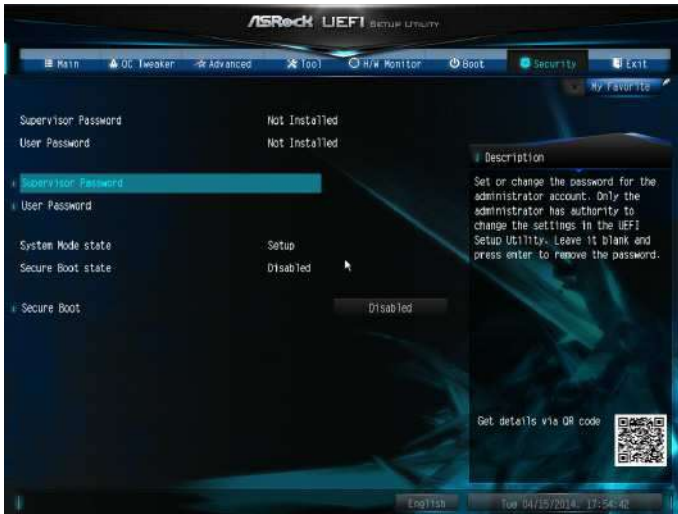 ASRock UEFI SETUP UTILITY
Main OC Tweaker Advanced Tool H/W Monitor Boot Security Exit
My Favorite
Supervisor Password Not Installed
User Password Not Installed
Supervisor Password
User Password
System Mode state Setup
Secure Boot state Disabled
Secure Boot Disabled
Description
Set or change the password for the
administrator account. Only the
administrator has authority to
change the settings in the UEFI
Setup Utility. Leave it blank and
press enter to remove the password.
Get details via QR code
English Tue 04/15/2014, 17:54:42